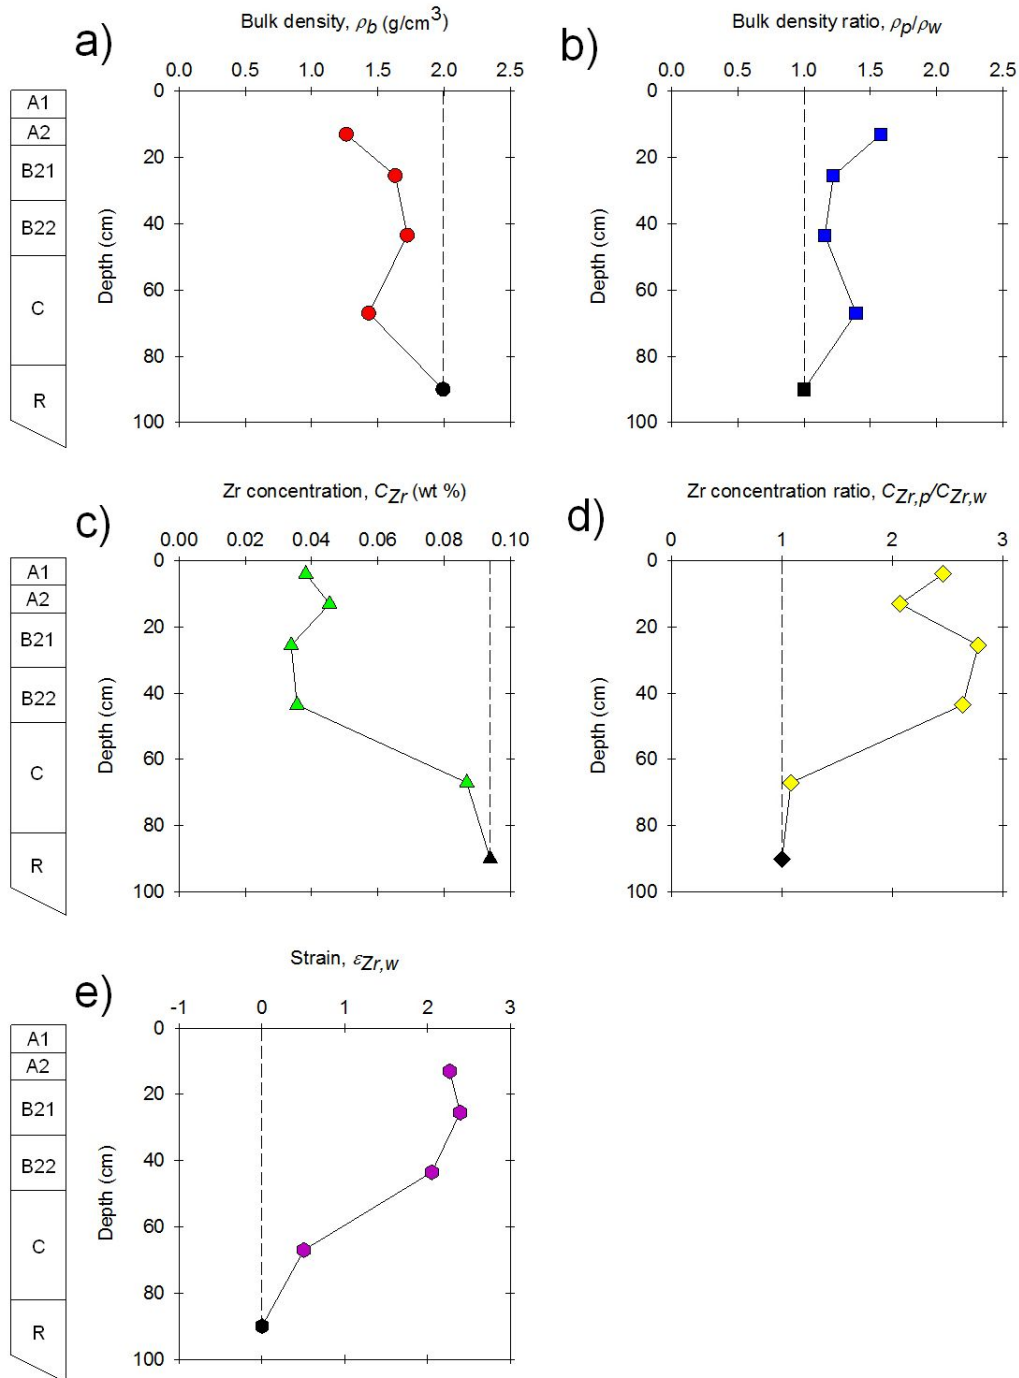 a)
Bulk density, ρb (g/cm3)
0.0 0.5 1.0 1.5 2.0 2.5
A1
A2
B21
B22
C
R
Depth (cm)
0
20
40
60
80
100
b)
Bulk density ratio, ρp/ρw
0.0 0.5 1.0 1.5 2.0 2.5
Depth (cm)
0
20
40
60
80
100
c)
Zr concentration, CZr (wt %)
0.00 0.02 0.04 0.06 0.08 0.10
A1
A2
B21
B22
C
R
Depth (cm)
0
20
40
60
80
100
d)
Zr concentration ratio, CZr,p/CZr,w
0 1 2 3
Depth (cm)
0
20
40
60
80
100
e)
Strain, εZr,w
-1 0 1 2 3
A1
A2
B21
B22
C
R
Depth (cm)
0
20
40
60
80
100